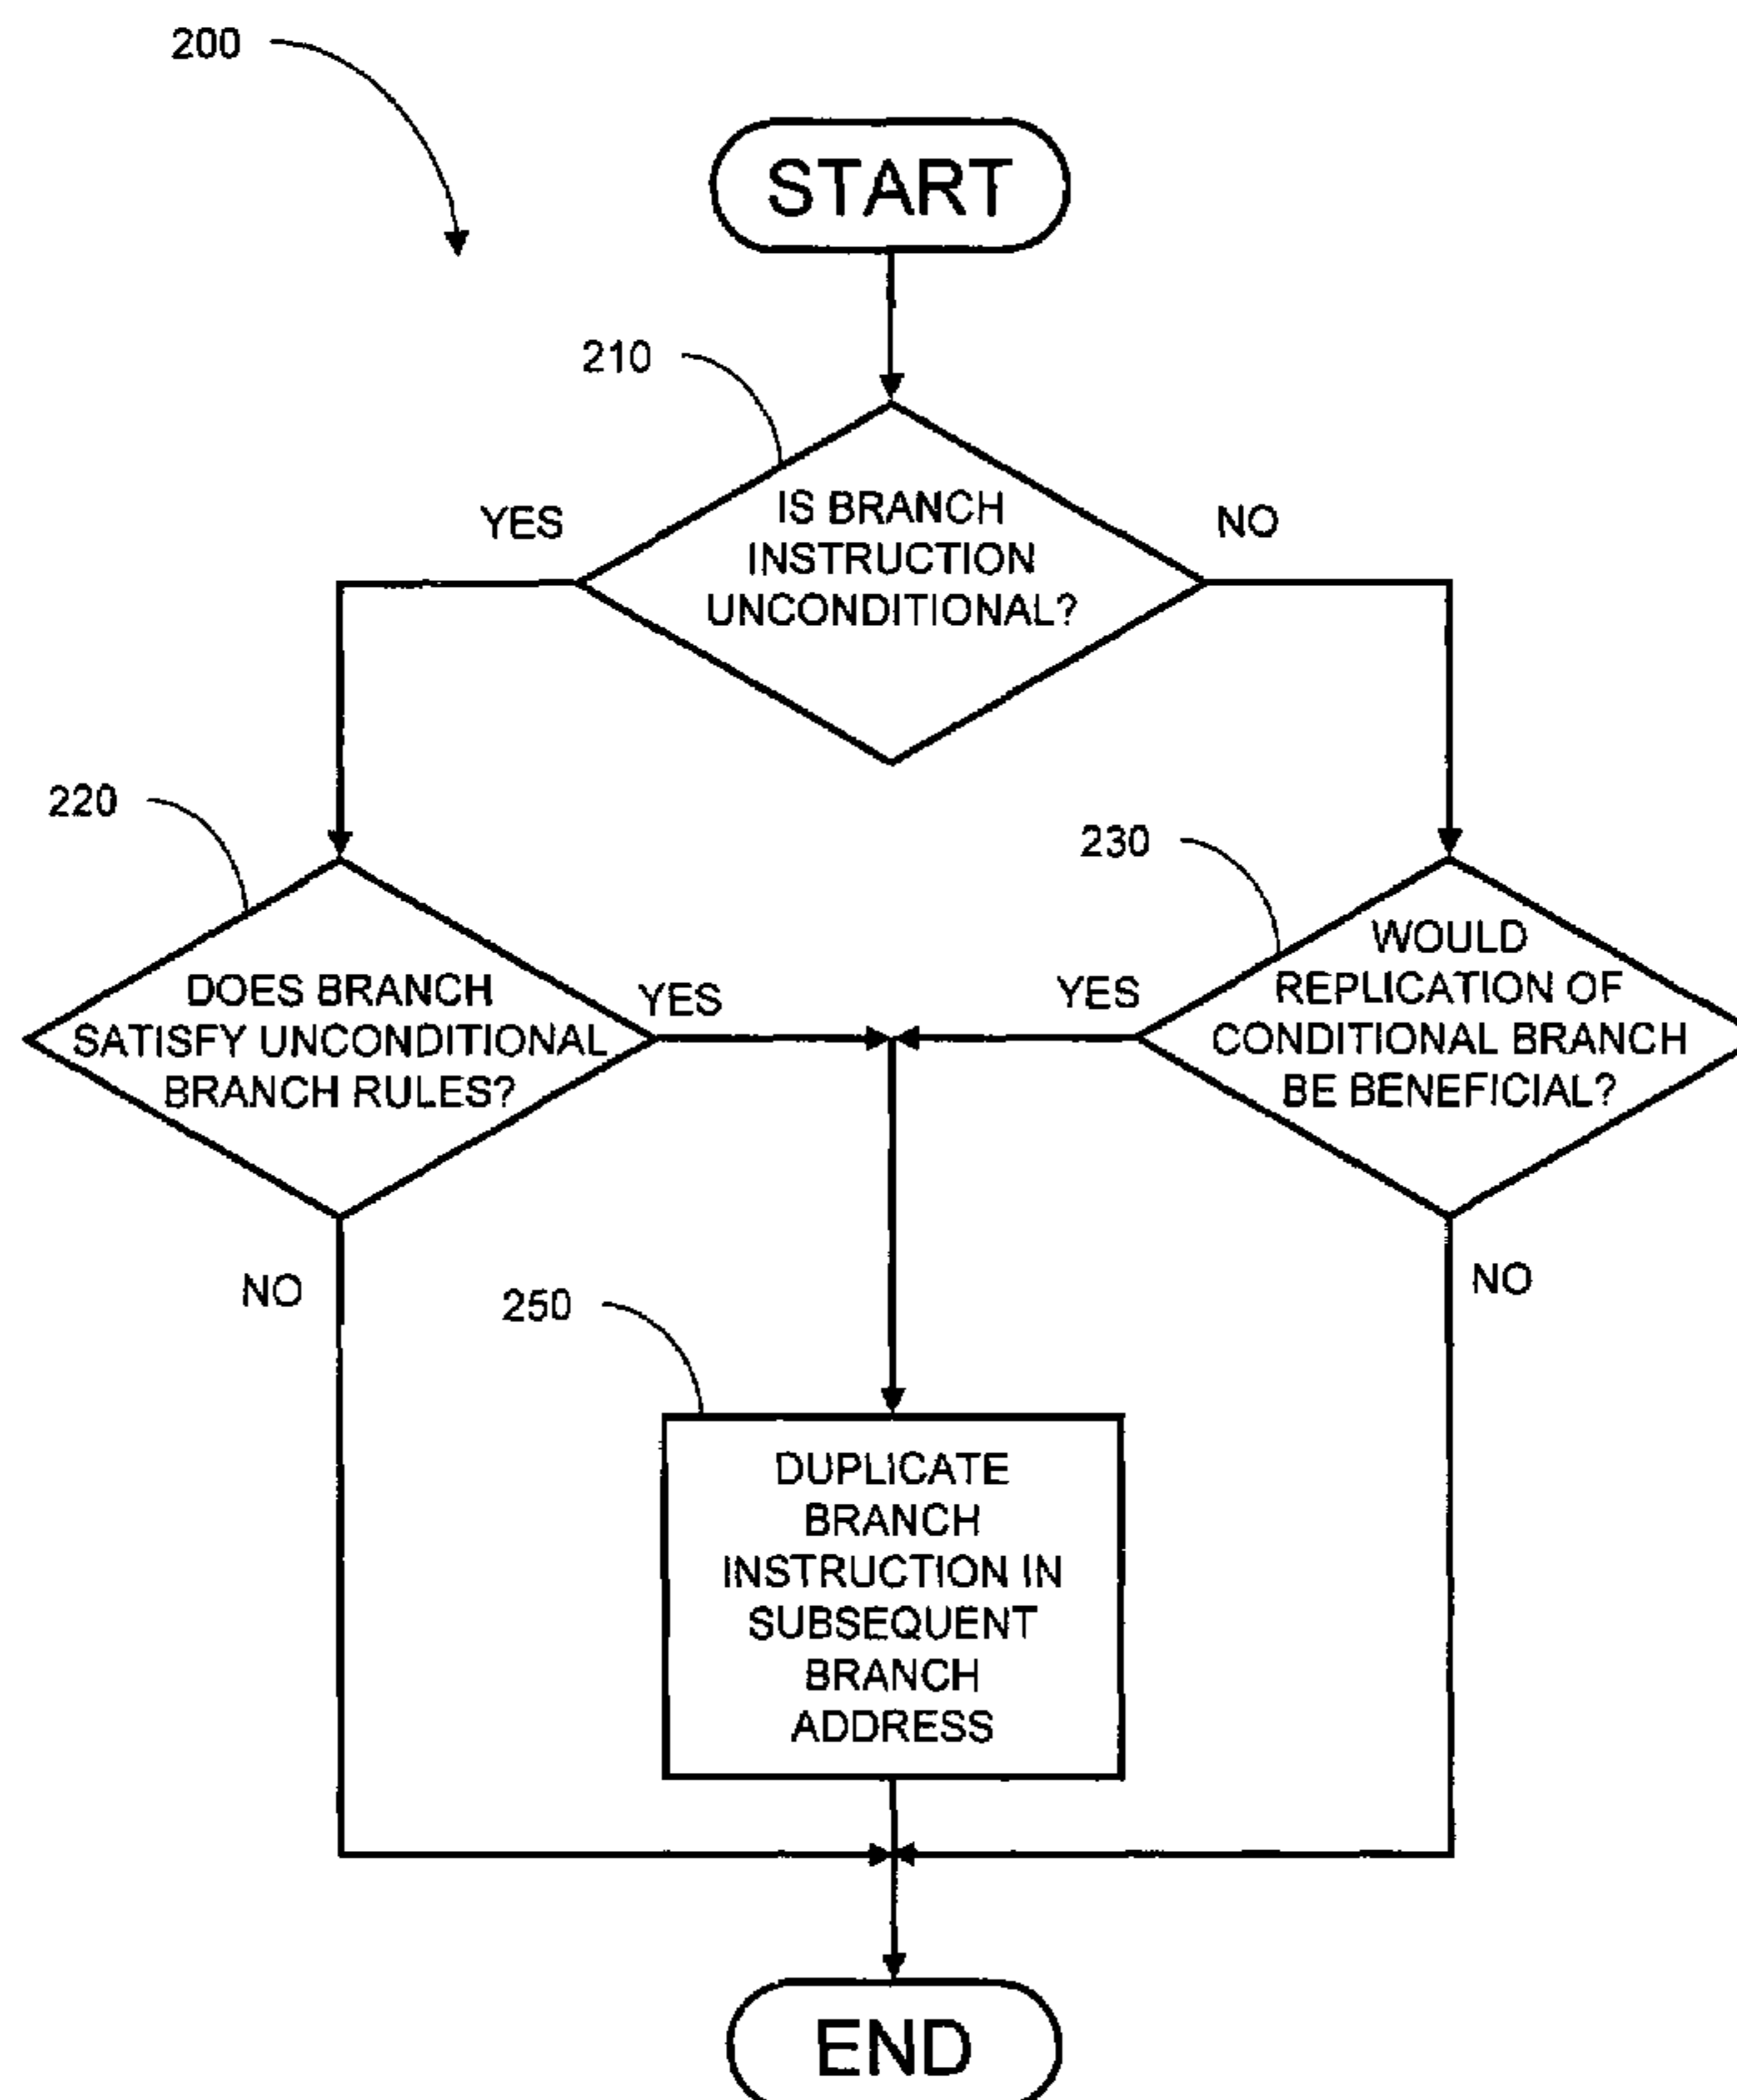 200
START
210
YES
IS BRANCH
INSTRUCTION
UNCONDITIONAL?
NO
220
230
DOES BRANCH
SATISFY UNCONDITIONAL
BRANCH RULES?
YES
YES
WOULD
REPLICATION OF
CONDITIONAL BRANCH
BE BENEFICIAL?
NO
NO
250
DUPLICATE
BRANCH
INSTRUCTION IN
SUBSEQUENT
BRANCH
ADDRESS
END